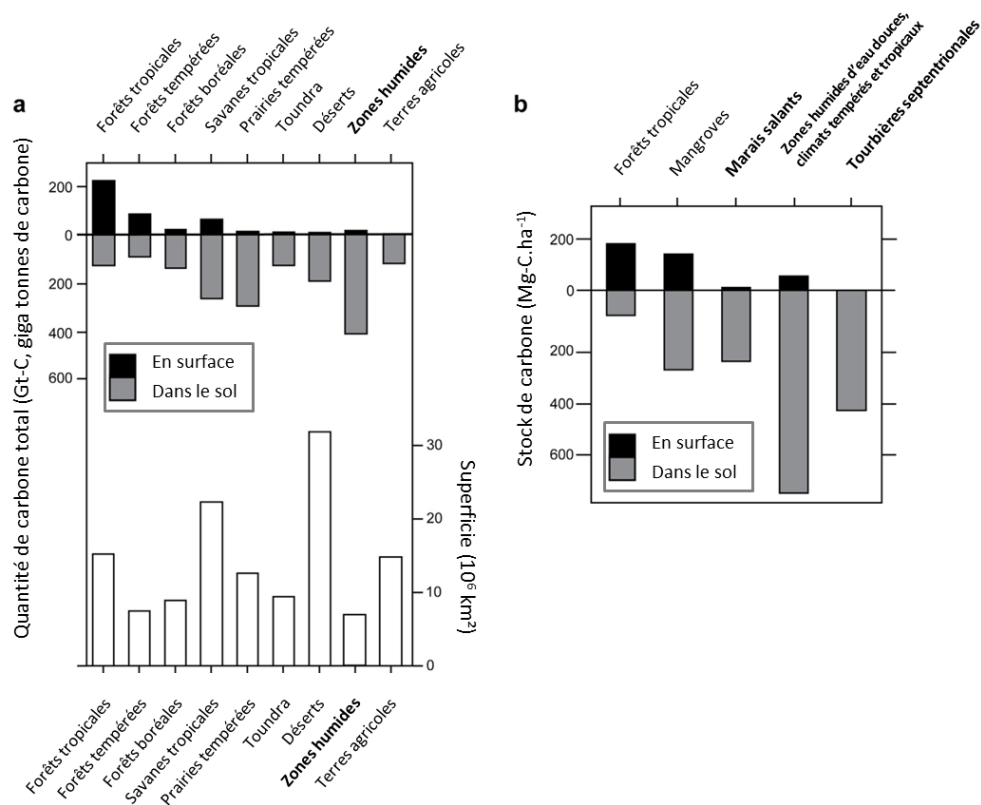 a
Forêts tropicales
Forêts tempérées
Forêts boréales
Savanes tropicales
Prairies tempérées
Toundra
Déserts
Zones humides
Terres agricoles
Quantité de carbone total (Gt-C, giga tonnes de carbone)
200
0
200
400
600
En surface
Dans le sol
30
20
10
0
Superficie (10⁶ km²)
Forêts tropicales
Forêts tempérées
Forêts boréales
Savanes tropicales
Prairies tempérées
Toundra
Déserts
Zones humides
Terres agricoles
b
Forêts tropicales
Mangroves
Marais salants
Zones humides d'eau douces,
climats tempérés et tropicaux
Tourbières septentrionales
Stock de carbone (Mg-C.ha⁻¹)
200
0
200
400
600
En surface
Dans le sol